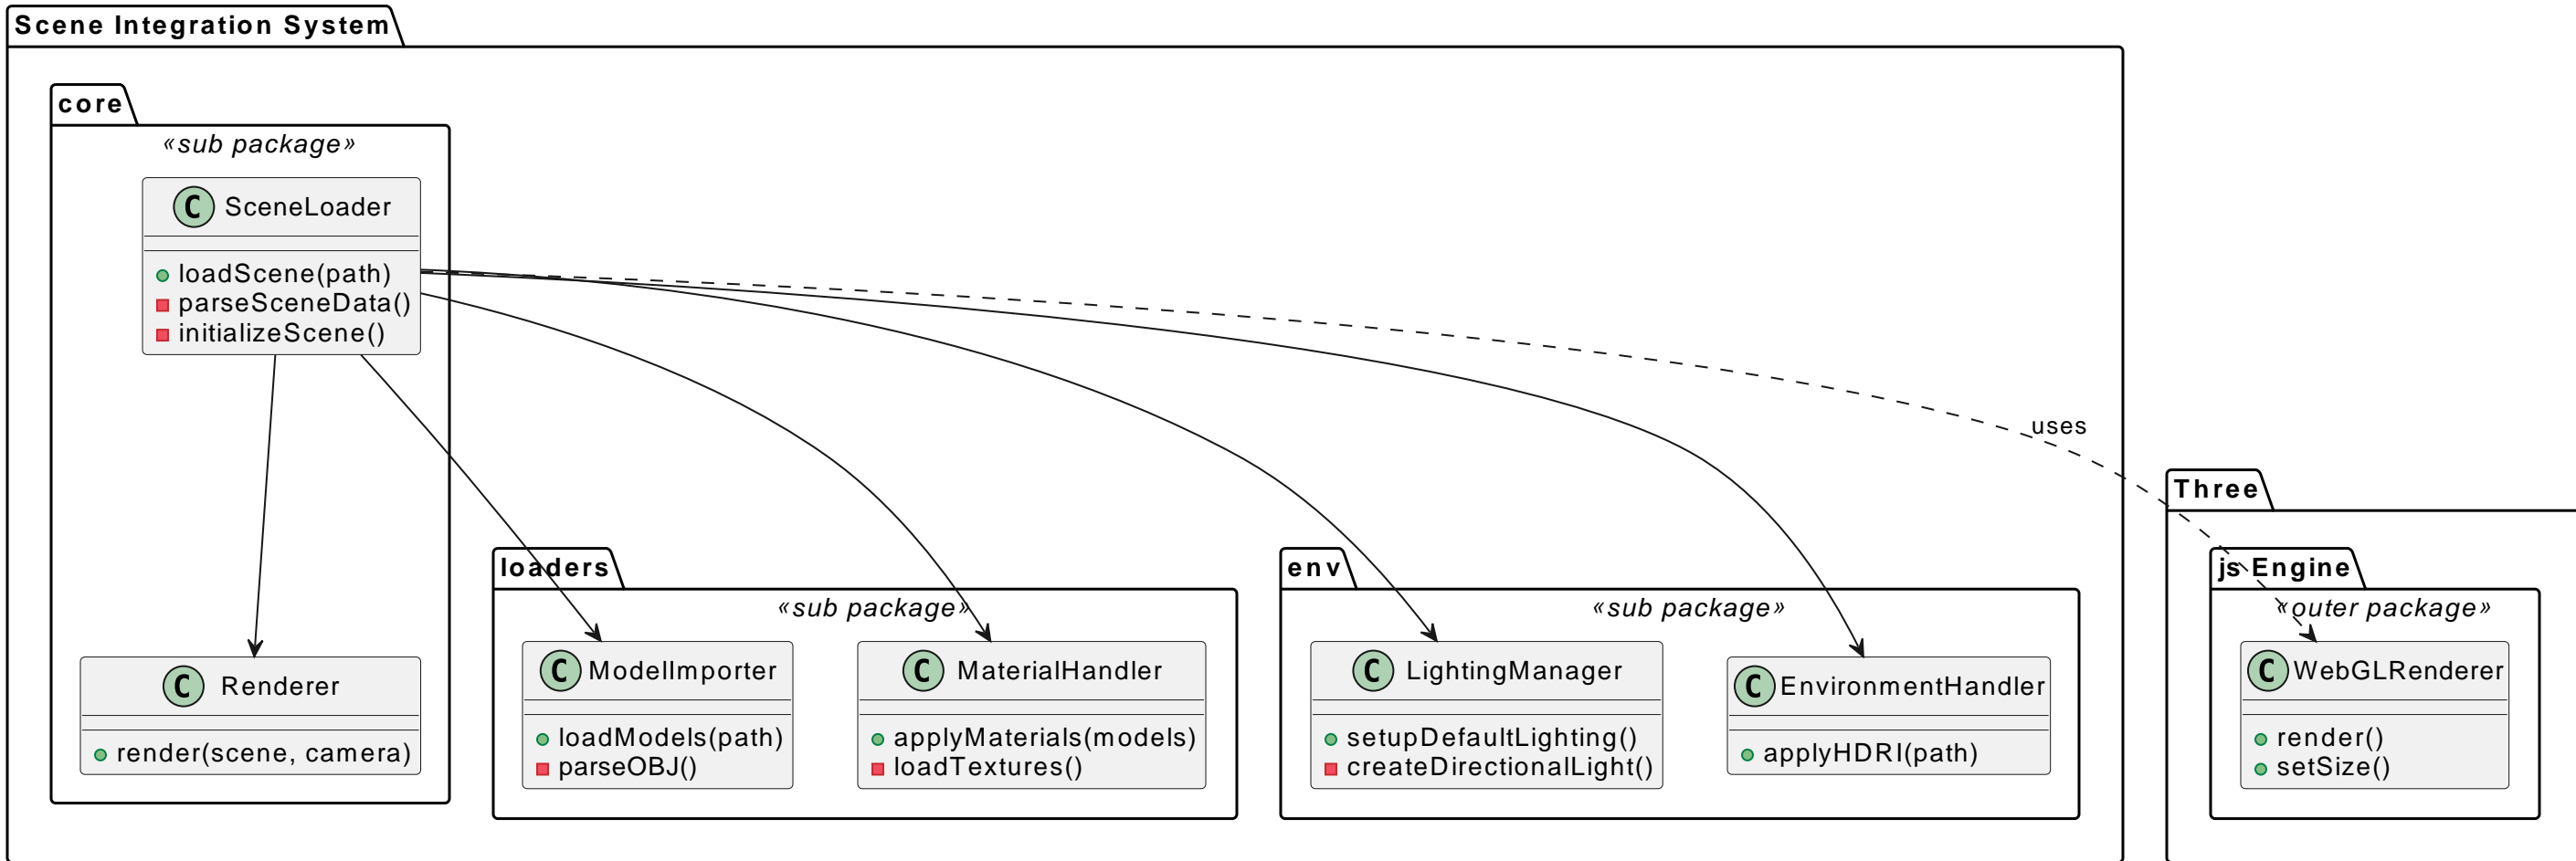 Scene Integration System
core
«sub package»
C SceneLoader
loadScene(path)
parseSceneData()
initializeScene()
uses
Three
loaders
«sub package»
env
«sub package»
js Engine
«outer package»
C Renderer
render(scene, camera)
C ModelImporter
loadModels(path)
parseOBJ()
C MaterialHandler
applyMaterials(models)
loadTextures()
C LightingManager
setupDefaultLighting()
createDirectionalLight()
C EnvironmentHandler
applyHDRI(path)
C WebGLRenderer
render()
setSize()